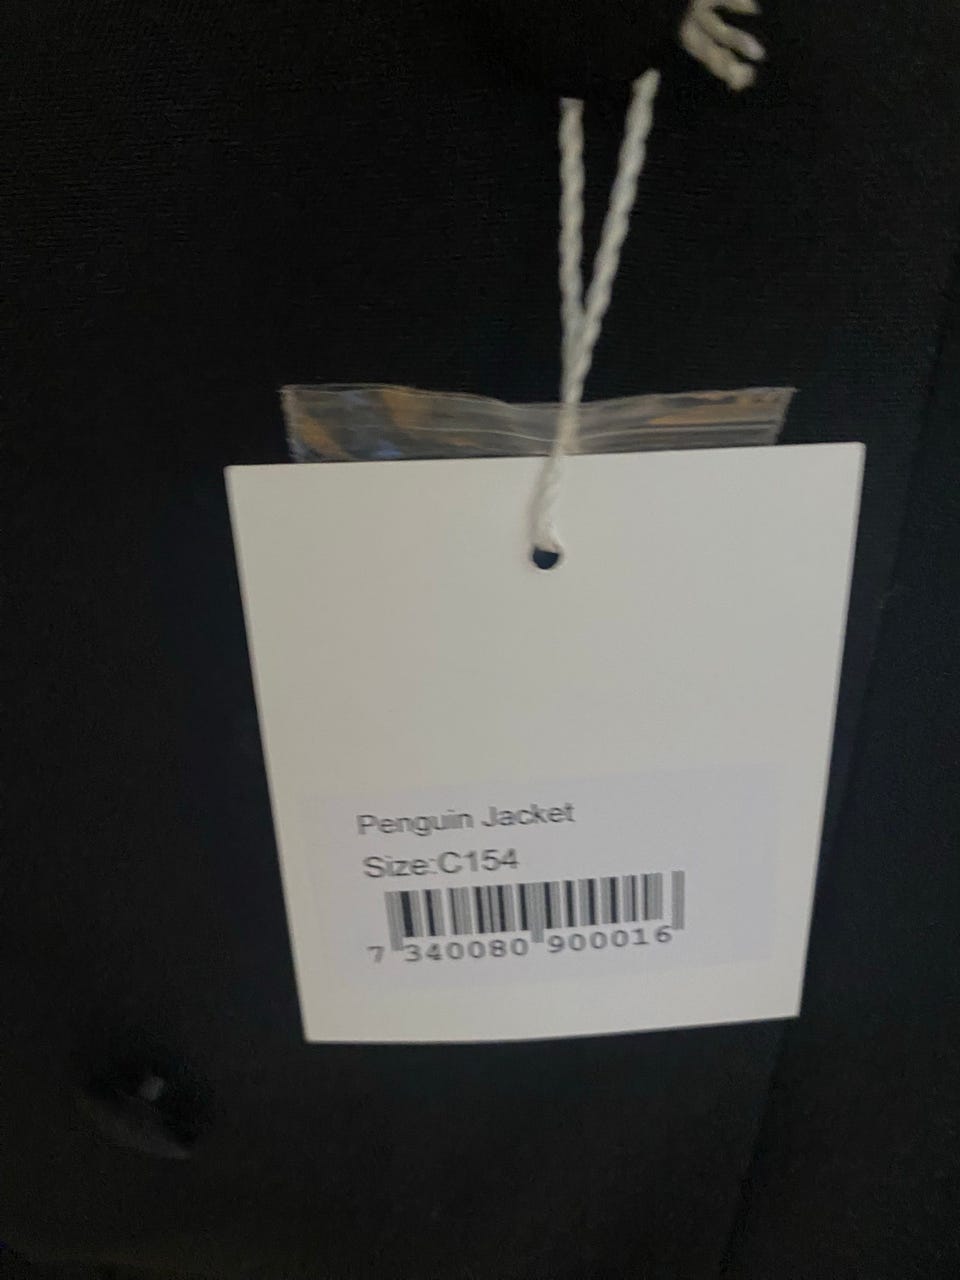 Penguin Jacket
Size:C154
7 340080 900016